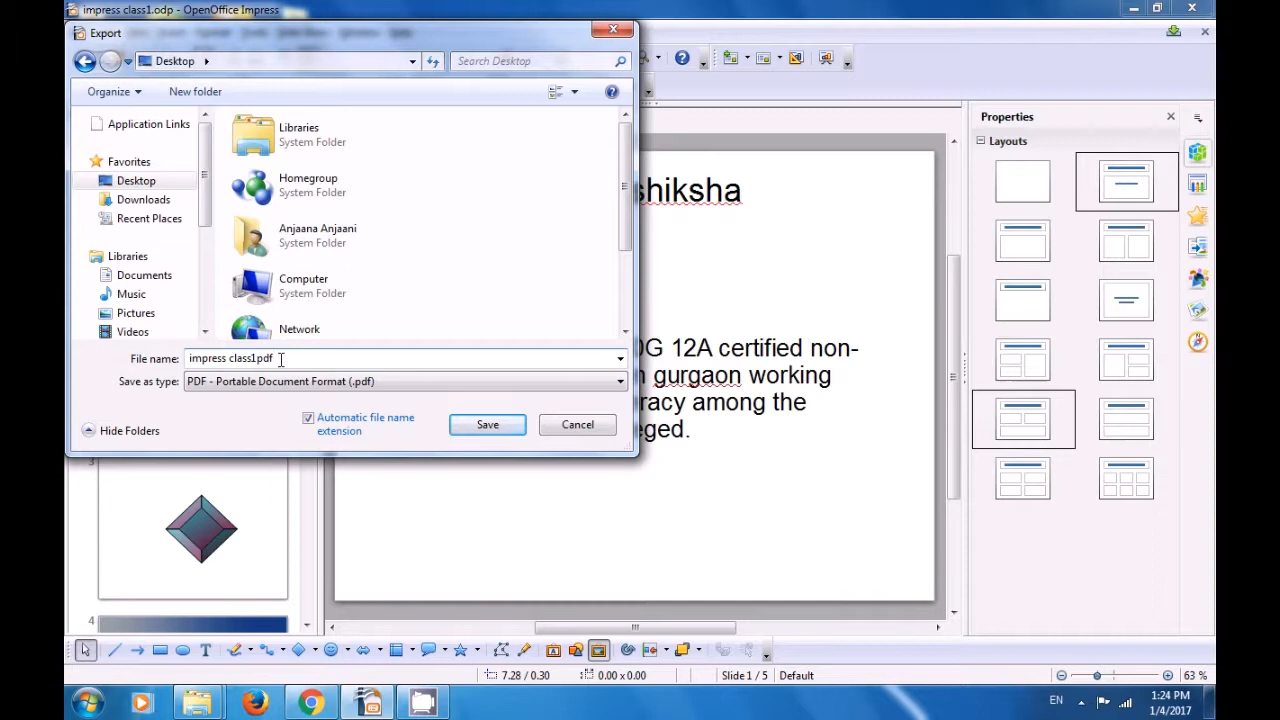 impress class1.odp - OpenOffice Impress
Export
Desktop
Search Desktop
Organize
New folder
Application Links
Favorites
Desktop
Downloads
Recent Places
Libraries
Documents
Music
Pictures
Videos
Libraries
System Folder
Homegroup
System Folder
Anjaana Anjaani
System Folder
Computer
System Folder
Network
File name:
impress class1pdf
Save as type:
PDF - Portable Document Format (.pdf)
Automatic file name
extension
Save
Cancel
Hide Folders
shiksha
G 12A certified non-
gurgaon working
racy among the
eged.
Properties
Layouts
3
4
7.28 / 0.30
0.00 x 0.00
Slide 1 / 5
Default
63 %
EN
1:24 PM
1/4/2017